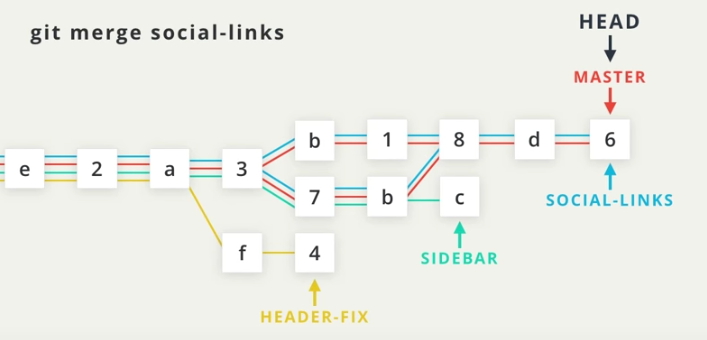 git merge social-links
HEAD
MASTER
b 1 8 d 6
e 2 a 3
7 b c
SOCIAL-LINKS
f 4
SIDEBAR
HEADER-FIX